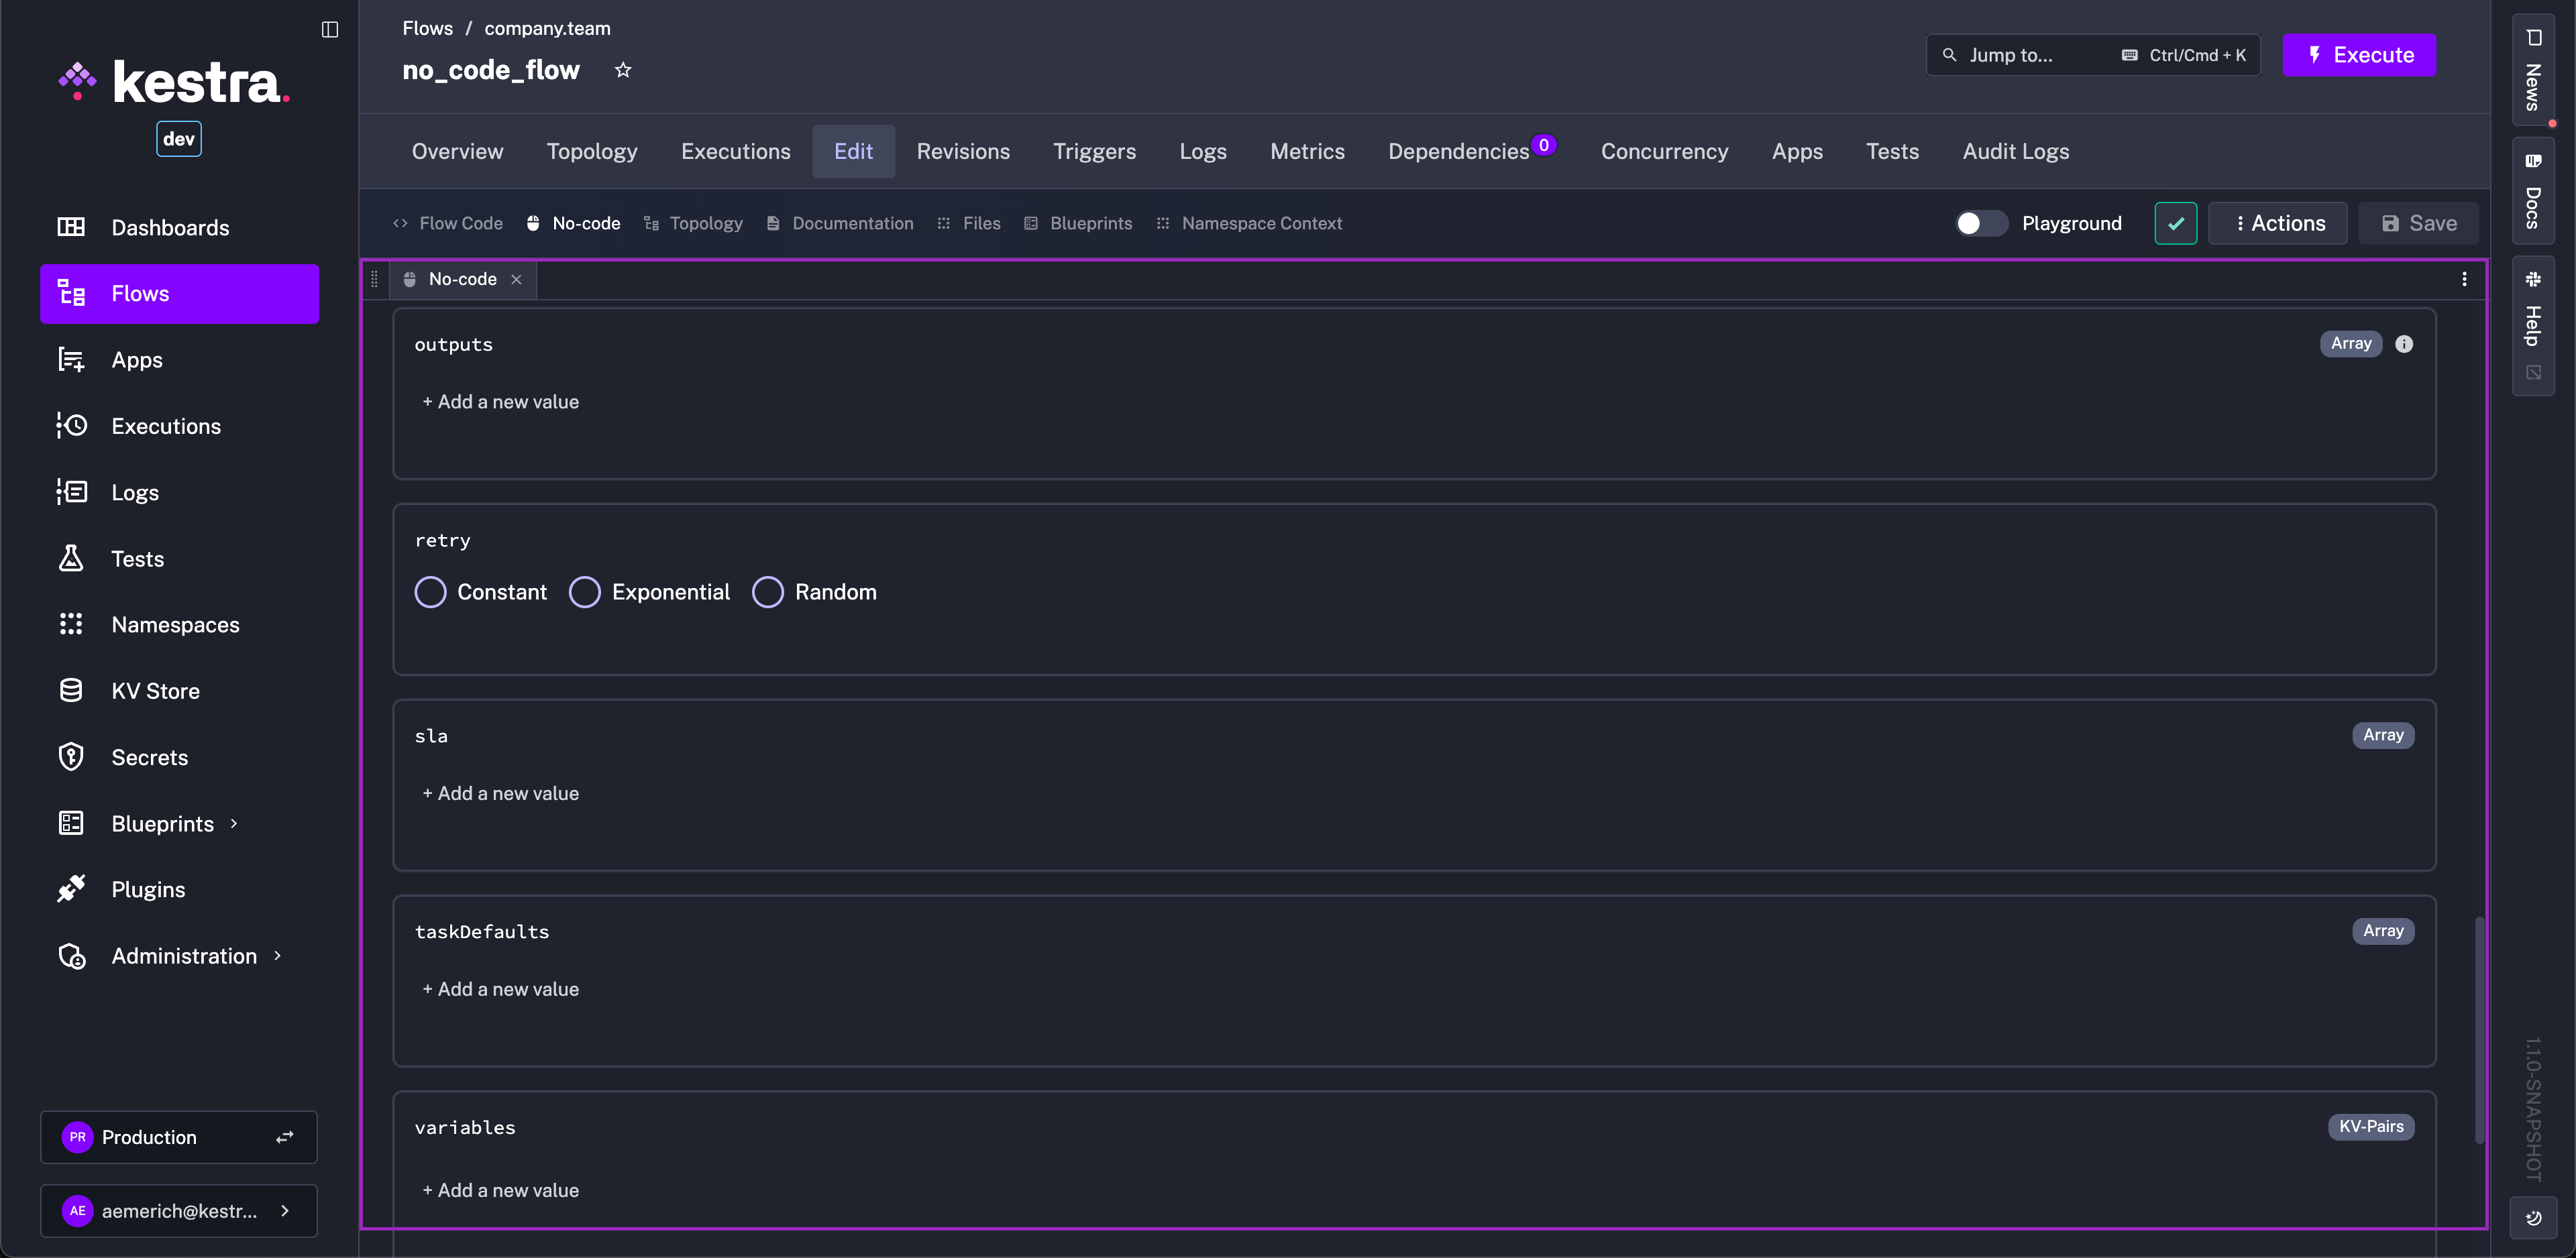 kestra.
dev
Dashboards
Flows
Apps
Executions
Logs
Tests
Namespaces
KV Store
Secrets
Blueprints
Plugins
Administration
PR Production
AE aemerich@kestr...
Flows / company.team
no_code_flow
Jump to... Ctrl/Cmd + K
Execute
Overview Topology Executions Edit Revisions Triggers Logs Metrics Dependencies 0 Concurrency Apps Tests Audit Logs
Flow Code No-code Topology Documentation Files Blueprints Namespace Context Playground Actions Save
No-code
outputs Array
+ Add a new value
retry
Constant Exponential Random
sla Array
+ Add a new value
taskDefaults Array
+ Add a new value
variables KV-Pairs
+ Add a new value
News
Docs
Help
1.1.0-SNAPSHOT